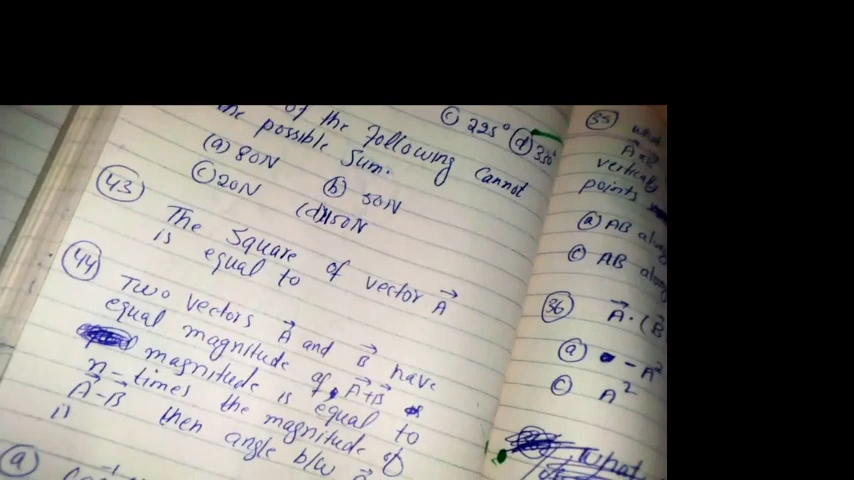 of the following cannot
the possible sum.
(a) 80N
(b) 50N
(c) 20N
(d) 150N
(43) The Square of vector A
is equal to
(44) Two vectors A and B have
equal magnitude of A+B
magnitude is equal to
n-times the magnitude of
A-B then angle b/w
is
(a)
(c) 225° (d)
(35)
vertically
points
(a) AB along
(c) AB along
(36) A.(B
(a) -A²
(c) A²
What